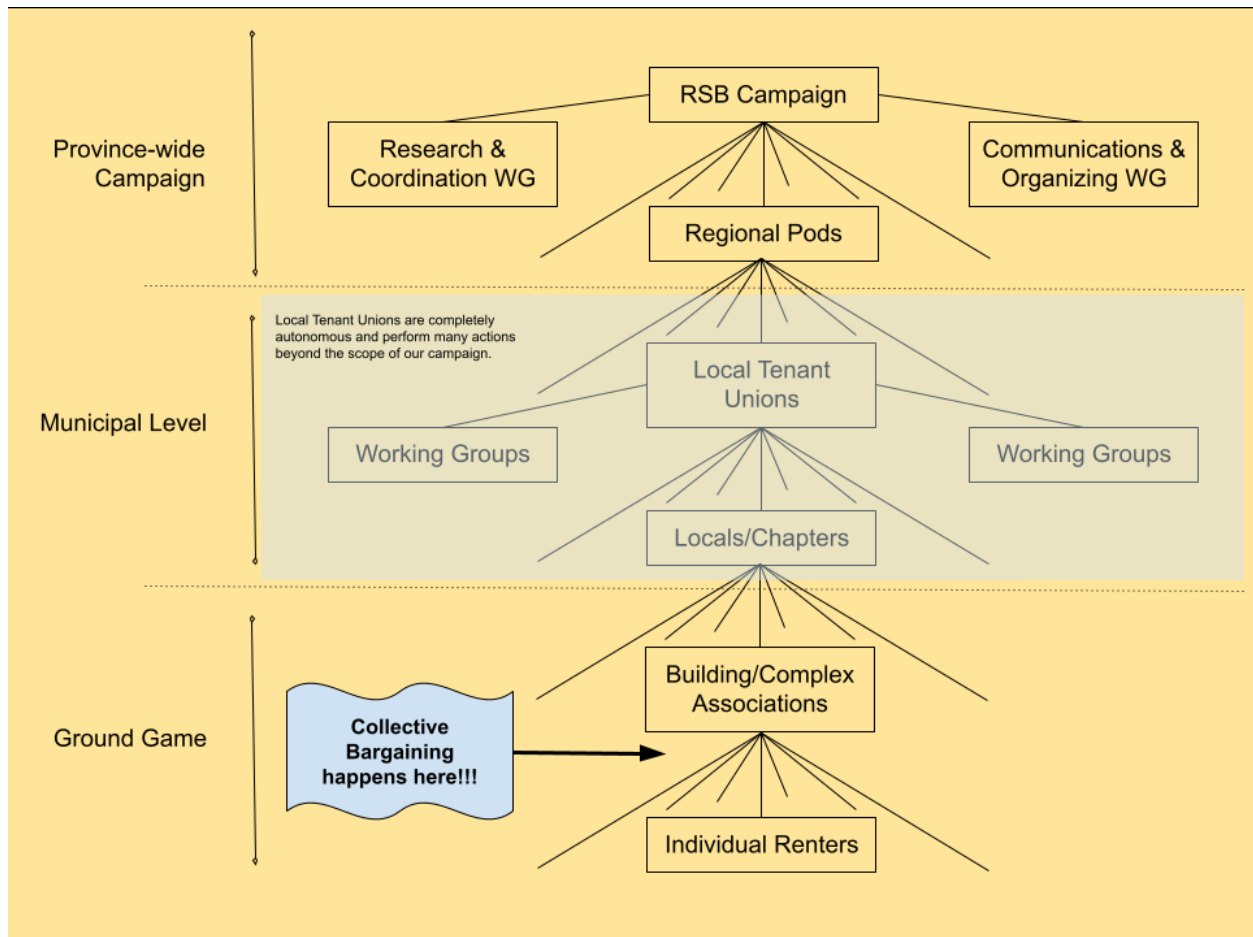 RSB Campaign
Province-wide
Campaign
Research &
Coordination WG
Communications &
Organizing WG
Regional Pods
Local Tenant Unions are completely
autonomous and perform many actions
beyond the scope of our campaign.
Municipal Level
Local Tenant
Unions
Working Groups
Working Groups
Locals/Chapters
Ground Game
Building/Complex
Associations
Collective
Bargaining
happens here!!!
Individual Renters